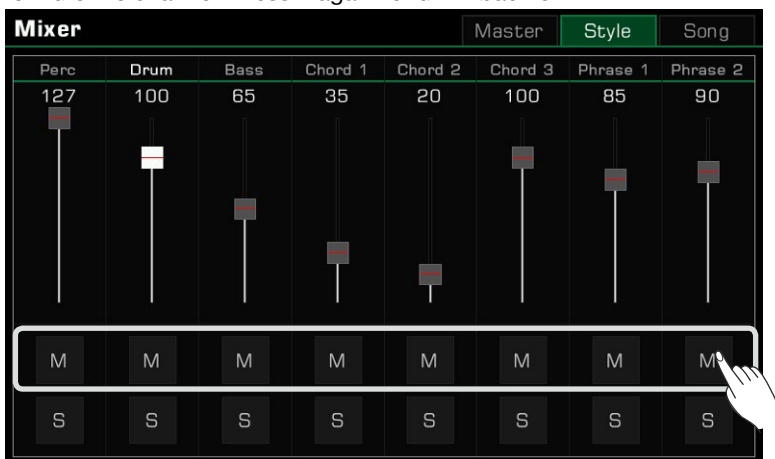 Mixer Master Style Song
Perc Drum Bass Chord 1 Chord 2 Chord 3 Phrase 1 Phrase 2
127 100 65 35 20 100 85 90
M M M M M M M M
S S S S S S S S